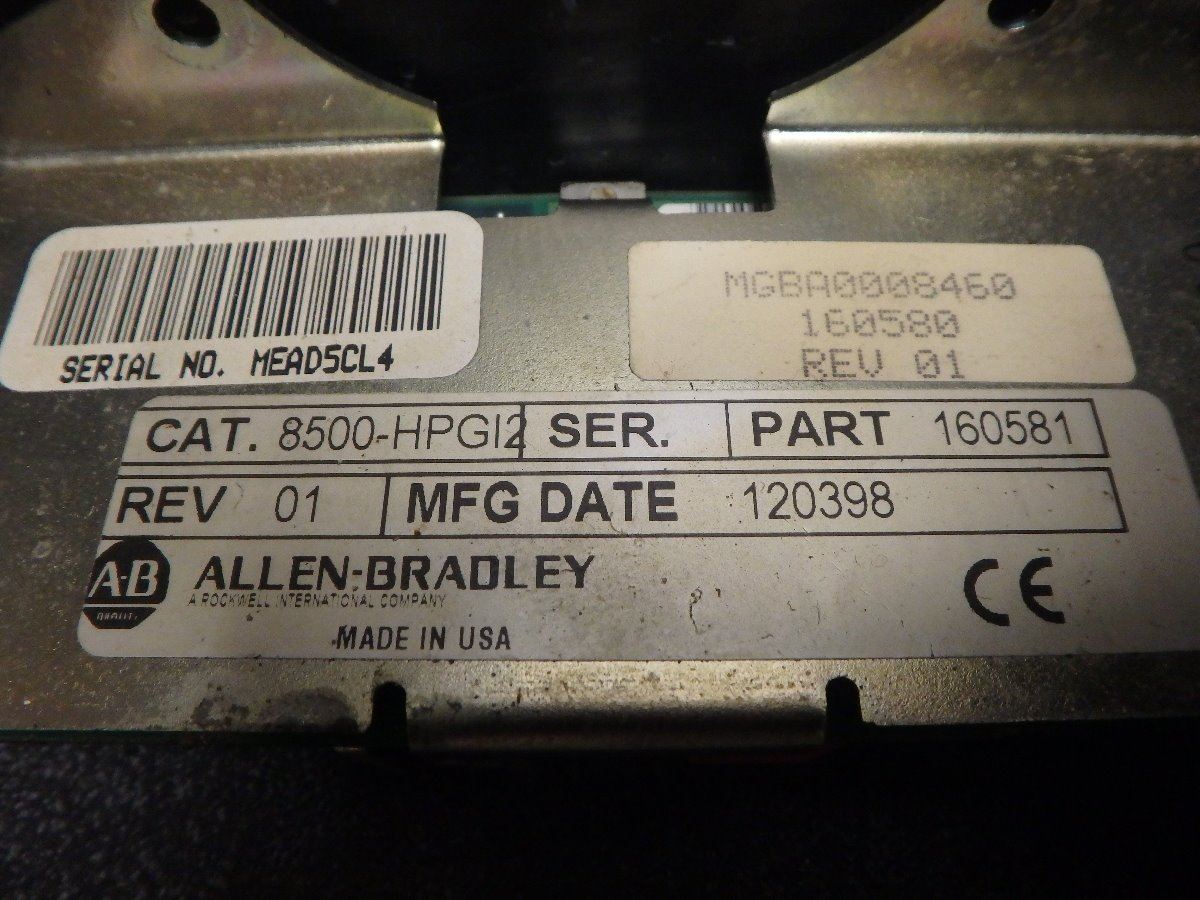 SERIAL NO. MEAD5CL4
MGBA0008460
160580
REV 01
CAT. 8500-HPGI2 SER. PART 160581
REV 01 MFG DATE 120398
A-B
QUALITY
ALLEN-BRADLEY
A ROCKWELL INTERNATIONAL COMPANY
MADE IN USA
CE